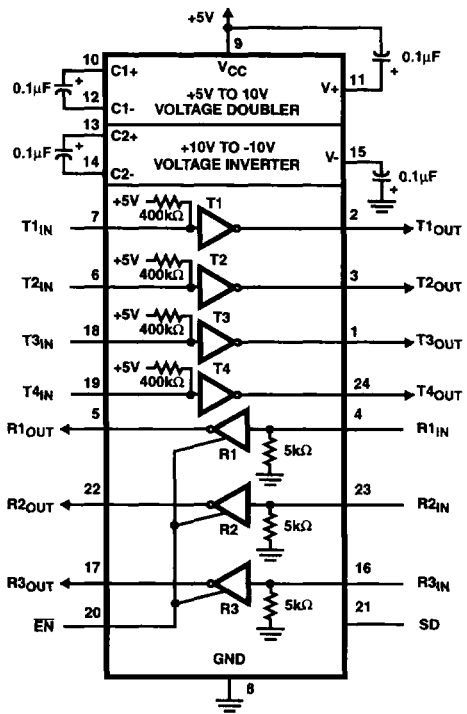 +5V
9
VCC
10
C1+
0.1µF
+
12
C1-
+5V TO 10V
VOLTAGE DOUBLER
V+
11
0.1µF
+
13
C2+
0.1µF
+
14
C2-
+10V TO -10V
VOLTAGE INVERTER
V-
15
0.1µF
+
T1IN
7
+5V
400kΩ
T1
2
T1OUT
T2IN
6
+5V
400kΩ
T2
3
T2OUT
T3IN
18
+5V
400kΩ
T3
1
T3OUT
T4IN
19
+5V
400kΩ
T4
24
T4OUT
R1OUT
5
R1
5kΩ
4
R1IN
R2OUT
22
R2
5kΩ
23
R2IN
R3OUT
17
R3
5kΩ
16
R3IN
EN
20
21
SD
GND
8